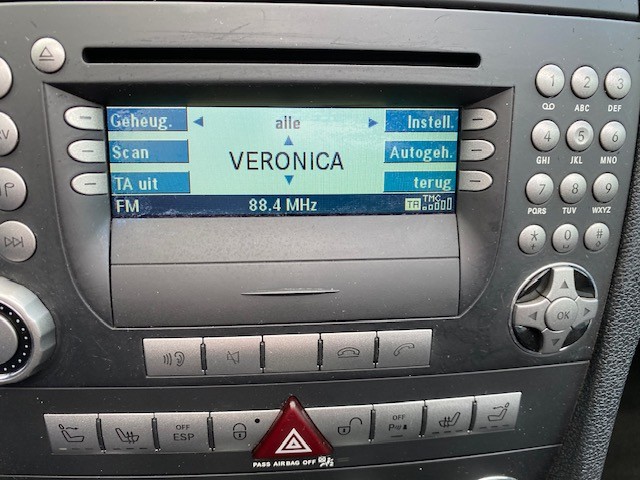 Geheug. alle Instell.
Scan VERONICA Autogeh.
TA uit terug
FM 88.4 MHz TA TMC
1 2 3
ABC DEF
4 5 6
GHI JKL MNO
7 8 9
PQRS TUV WXYZ
* 0 #
OK
OFF
ESP
OFF
P
PASS AIRBAG OFF